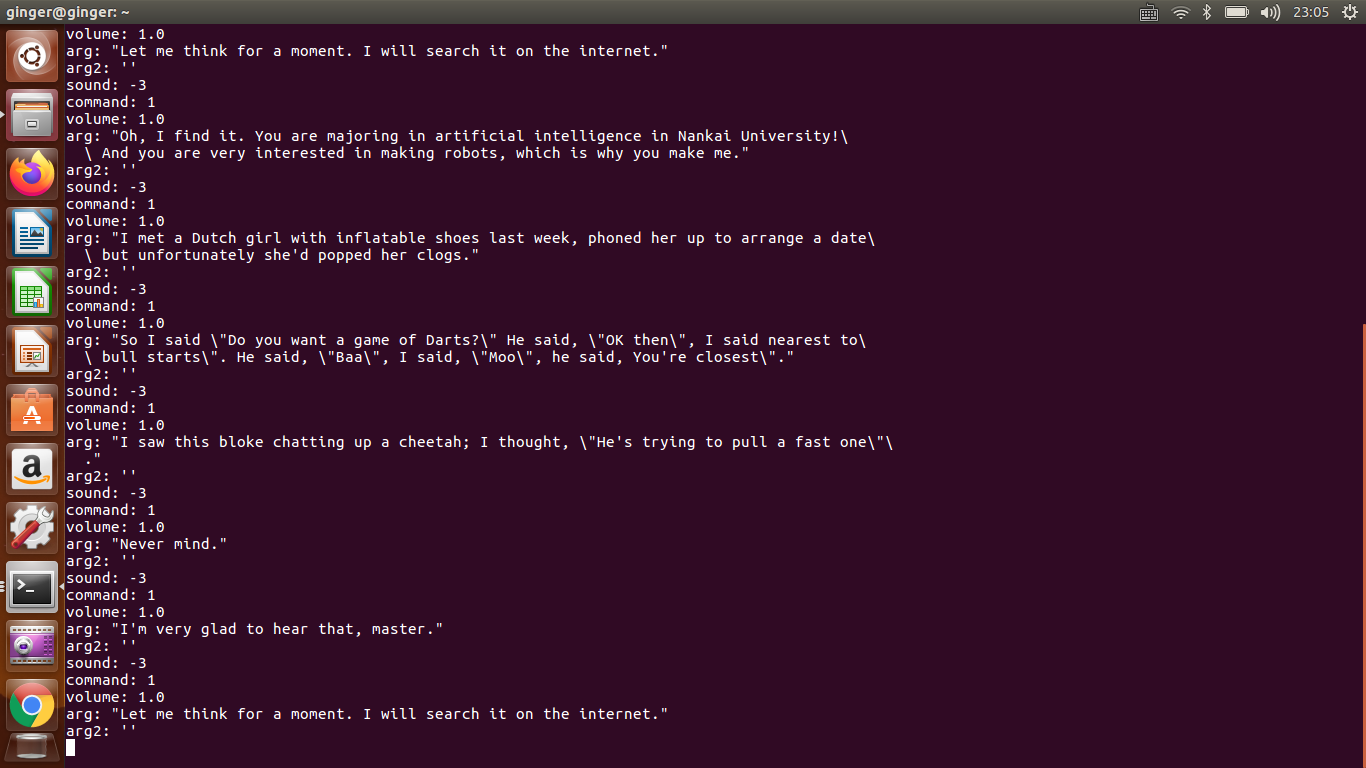 ginger@ginger: ~
23:05
volume: 1.0
arg: "Let me think for a moment. I will search it on the internet."
arg2: ''
sound: -3
command: 1
volume: 1.0
arg: "Oh, I find it. You are majoring in artificial intelligence in Nankai University!\
  \ And you are very interested in making robots, which is why you make me."
arg2: ''
sound: -3
command: 1
volume: 1.0
arg: "I met a Dutch girl with inflatable shoes last week, phoned her up to arrange a date\
  \ but unfortunately she'd popped her clogs."
arg2: ''
sound: -3
command: 1
volume: 1.0
arg: "So I said \"Do you want a game of Darts?\" He said, \"OK then\", I said nearest to\
  \ bull starts\". He said, \"Baa\", I said, \"Moo\", he said, You're closest\"."
arg2: ''
sound: -3
command: 1
volume: 1.0
arg: "I saw this bloke chatting up a cheetah; I thought, \"He's trying to pull a fast one\"\
  ."
arg2: ''
sound: -3
command: 1
volume: 1.0
arg: "Never mind."
arg2: ''
sound: -3
command: 1
volume: 1.0
arg: "I'm very glad to hear that, master."
arg2: ''
sound: -3
command: 1
volume: 1.0
arg: "Let me think for a moment. I will search it on the internet."
arg2: ''